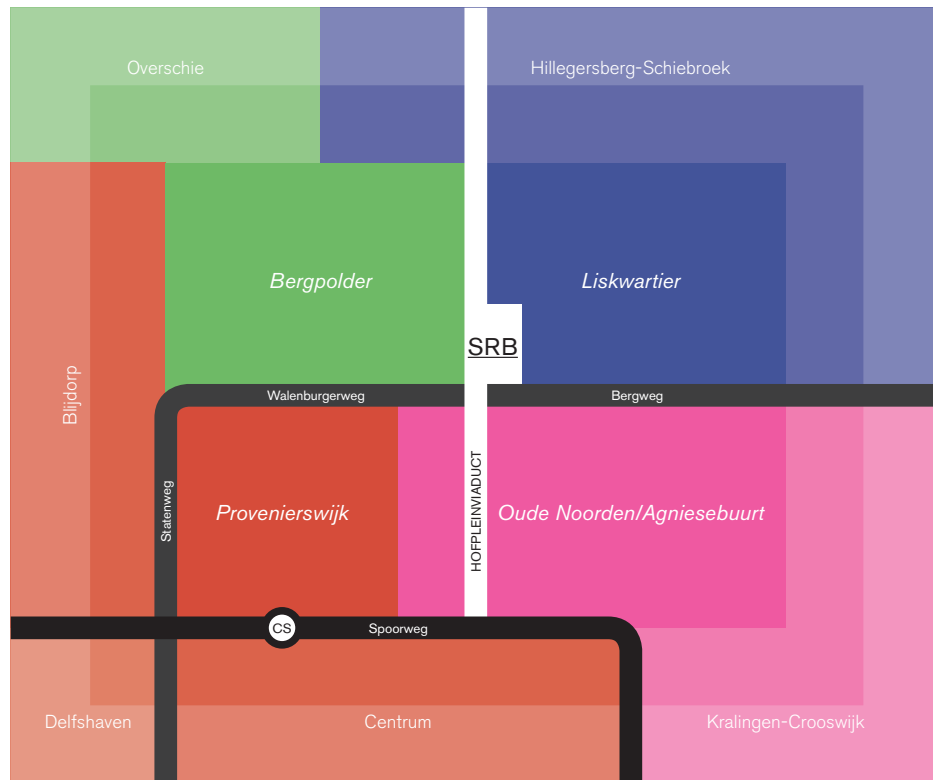 Overschie
Hillegersberg-Schiebroek
Bergpolder
Liskwartier
SRB
Blijdorp
Walenburgerweg
Bergweg
Statenweg
Provenierswijk
HOFPLEINVIADUCT
Oude Noorden/Agniesebuurt
CS
Spoorweg
Delfshaven
Centrum
Kralingen-Crooswijk